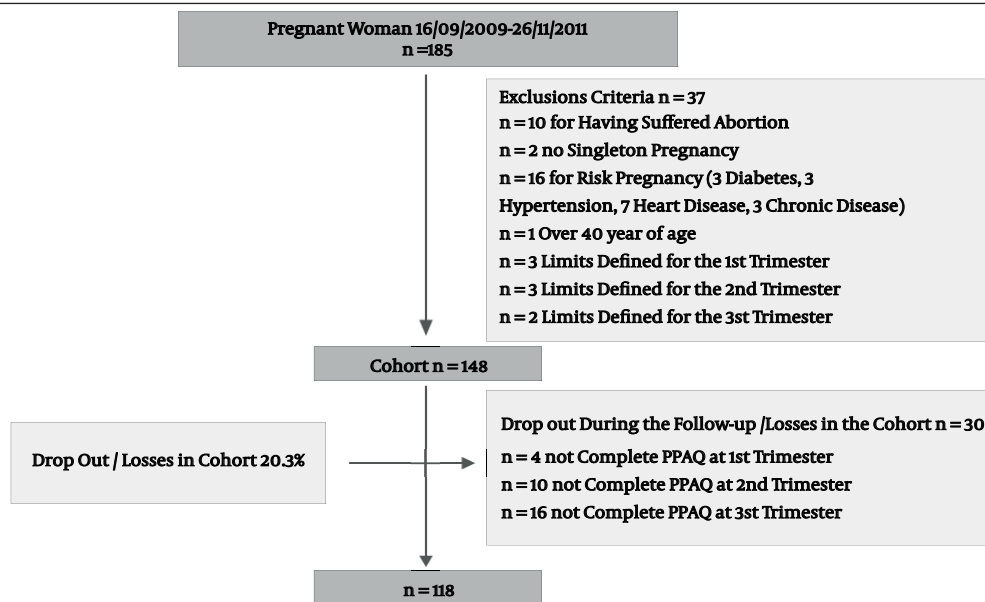 Pregnant Woman 16/09/2009-26/11/2011
n =185
Exclusions Criteria n = 37
n = 10 for Having Suffered Abortion
n = 2 no Singleton Pregnancy
n = 16 for Risk Pregnancy (3 Diabetes, 3
Hypertension, 7 Heart Disease, 3 Chronic Disease)
n = 1 Over 40 year of age
n = 3 Limits Defined for the 1st Trimester
n = 3 Limits Defined for the 2nd Trimester
n = 2 Limits Defined for the 3st Trimester
Cohort n = 148
Drop out During the Follow-up /Losses in the Cohort n = 30
Drop Out / Losses in Cohort 20.3%
n = 4 not Complete PPAQ at 1st Trimester
n = 10 not Complete PPAQ at 2nd Trimester
n = 16 not Complete PPAQ at 3st Trimester
n = 118